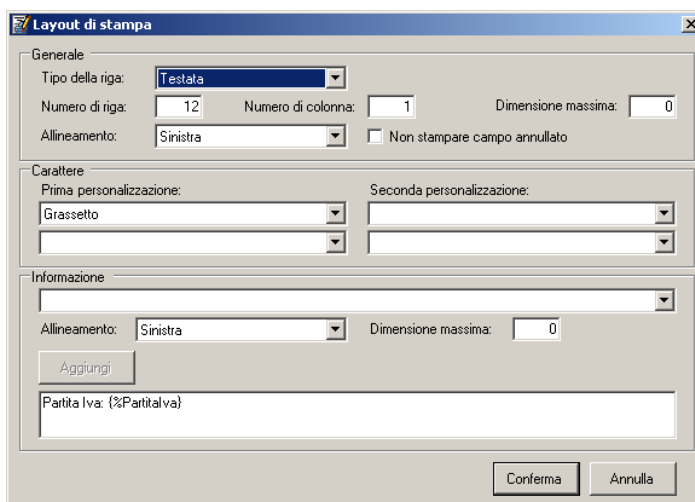 Layout di stampa
Generale
Tipo della riga: Testata
Numero di riga: 12 Numero di colonna: 1 Dimensione massima: 0
Allineamento: Sinistra Non stampare campo annullato
Carattere
Prima personalizzazione: Seconda personalizzazione:
Grassetto
Informazione
Allineamento: Sinistra Dimensione massima: 0
Aggiungi
Partita Iva: {%PartitaIva}
Conferma Annulla